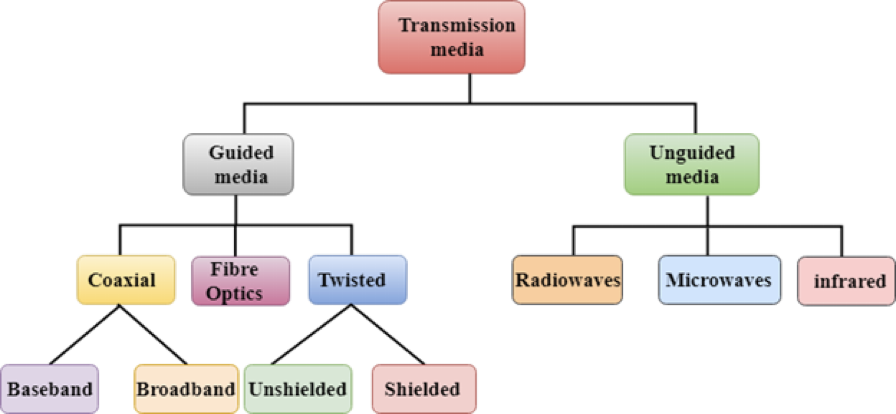 Transmission
media
Guided
media
Unguided
media
Coaxial
Fibre
Optics
Twisted
Radiowaves
Microwaves
infrared
Baseband
Broadband
Unshielded
Shielded